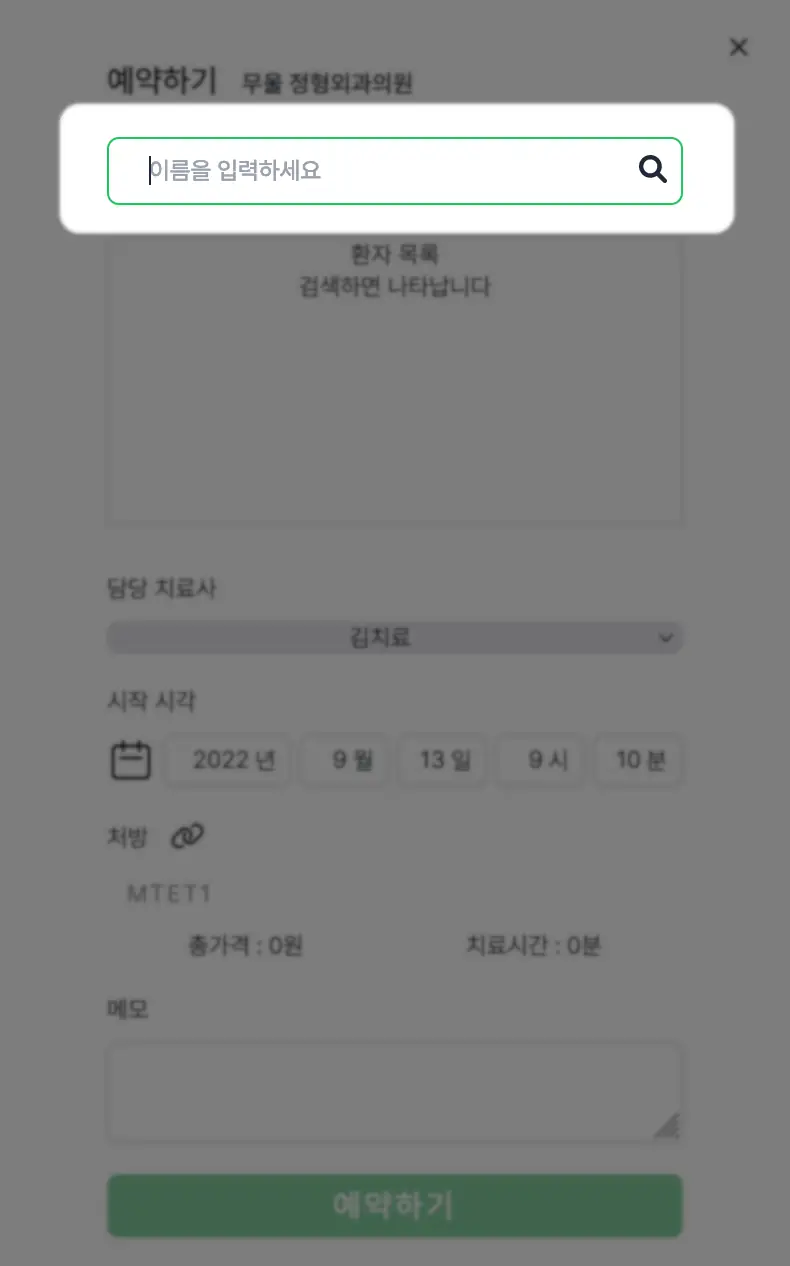 예약하기 무울 정형외과의원
이름을 입력하세요
환자 목록
검색하면 나타납니다
담당 치료사
김치료
시작 시각
2022 년 9 월 13 일 9 시 10 분
처방
MTET1
총가격 : 0원 치료시간 : 0분
메모
예약하기